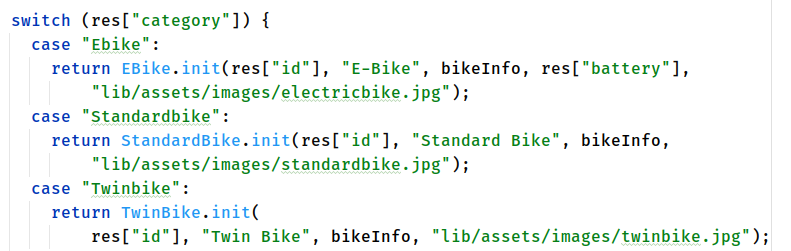 switch (res["category"]) {
case "Ebike":
return EBike.init(res["id"], "E-Bike", bikeInfo, res["battery"],
"lib/assets/images/electricbike.jpg");
case "Standardbike":
return StandardBike.init(res["id"], "Standard Bike", bikeInfo,
"lib/assets/images/standardbike.jpg");
case "Twinbike":
return TwinBike.init(
res["id"], "Twin Bike", bikeInfo, "lib/assets/images/twinbike.jpg");